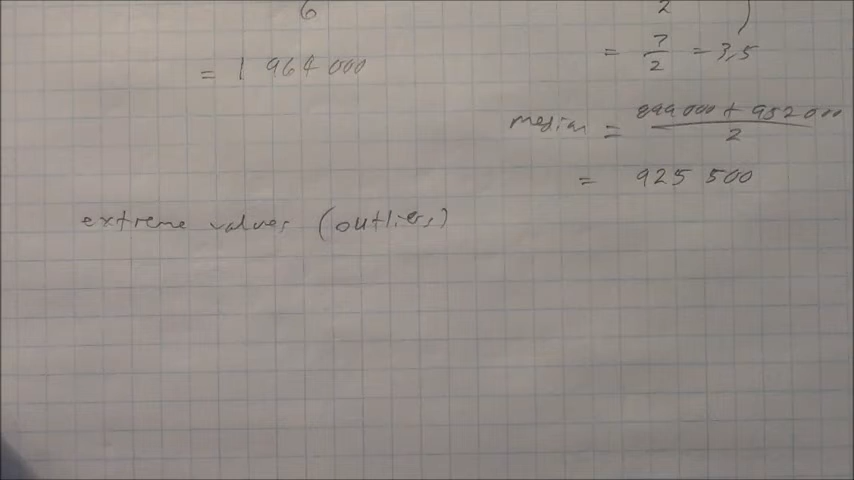 6
= 1 964 000
2 )
= 7/2 = 3,5
median = 899 000 + 952 000 / 2
= 925 500
extreme values (outliers)